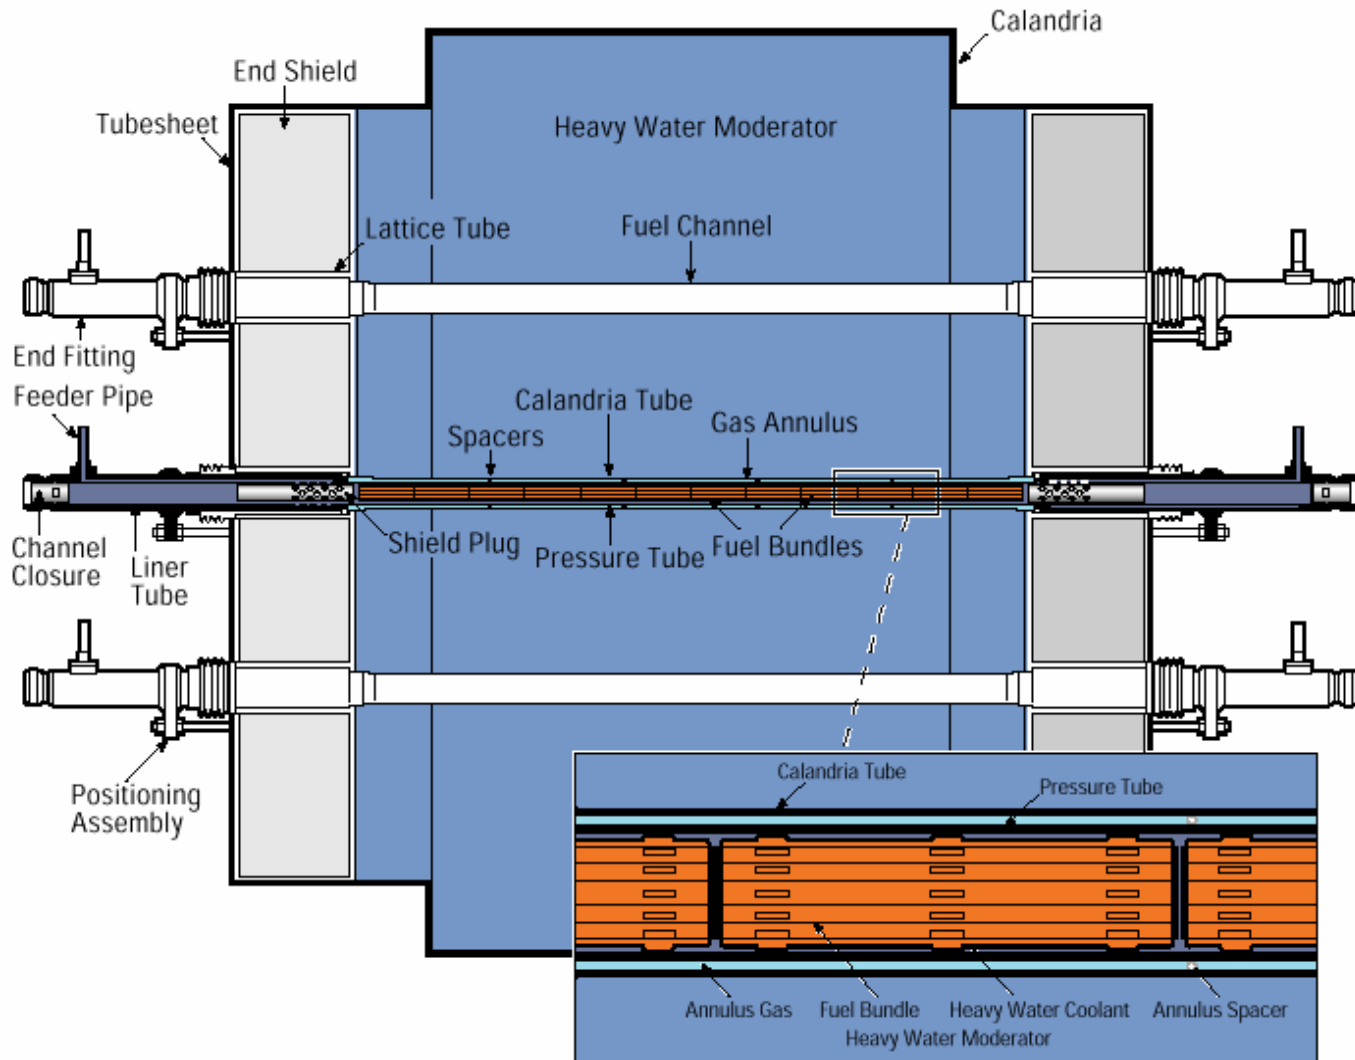 Calandria
End Shield
Tubesheet
Heavy Water Moderator
Lattice Tube
Fuel Channel
End Fitting
Feeder Pipe
Calandria Tube
Gas Annulus
Spacers
Channel
Closure
Liner
Tube
Shield Plug
Pressure Tube
Fuel Bundles
Positioning
Assembly
Calandria Tube
Pressure Tube
Annulus Gas
Fuel Bundle
Heavy Water Coolant
Annulus Spacer
Heavy Water Moderator